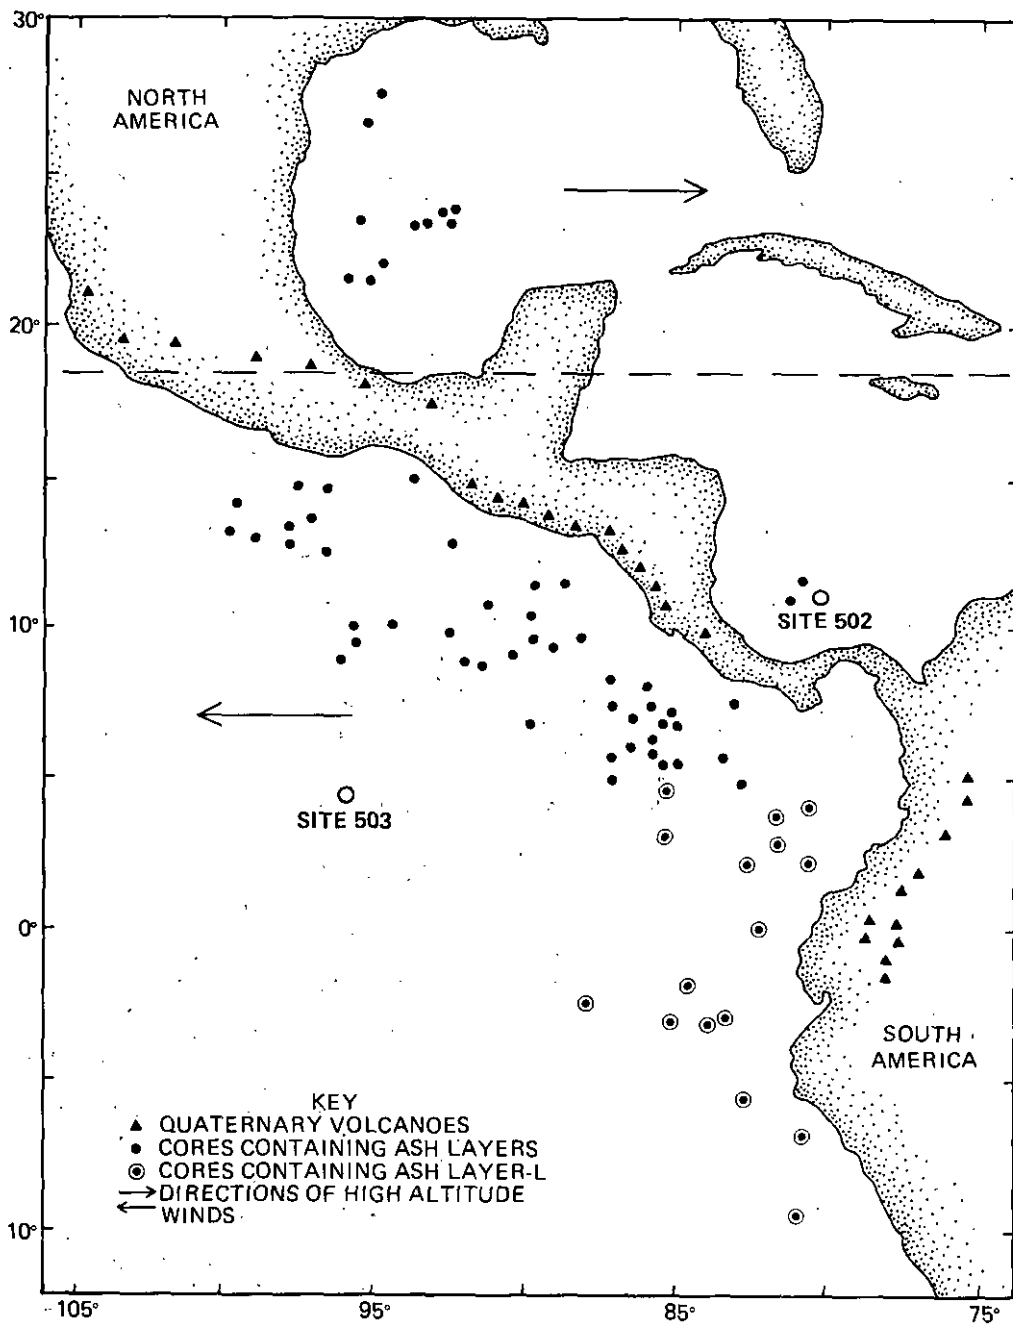 30°
NORTH
AMERICA
20°
10°
SITE 502
SITE 503
0°
SOUTH
AMERICA
KEY
QUATERNARY VOLCANOES
CORES CONTAINING ASH LAYERS
CORES CONTAINING ASH LAYER-L
DIRECTIONS OF HIGH ALTITUDE
WINDS
10°
105°
95°
85°
75°